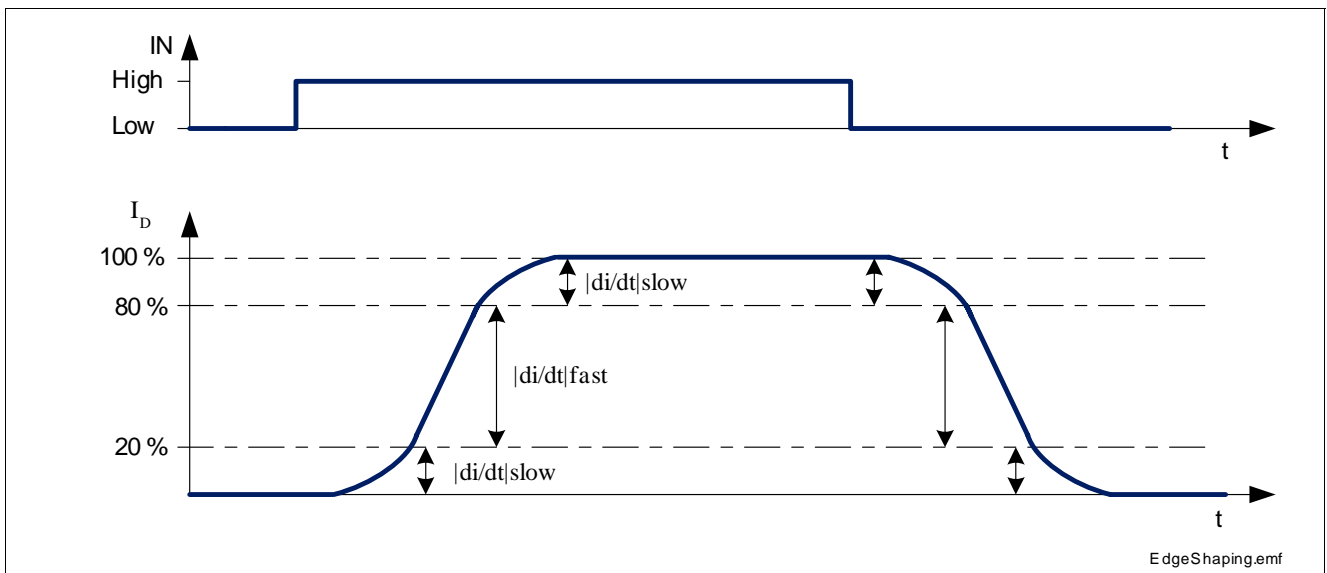 IN
High
Low
t
I_D
100 %
|di/dt|slow
80 %
|di/dt|fast
20 %
|di/dt|slow
t
EdgeShaping.emf